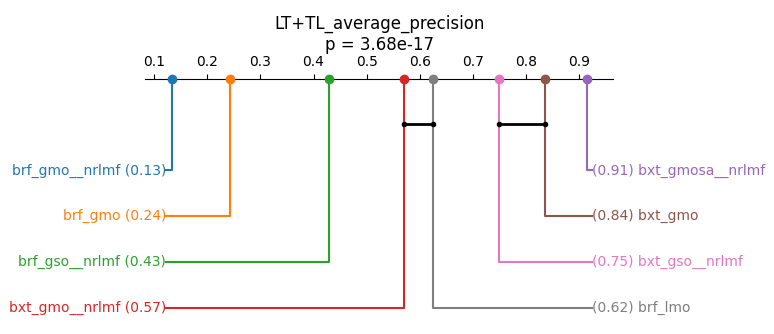 LT+TL_average_precision
p = 3.68e-17
0.1 0.2 0.3 0.4 0.5 0.6 0.7 0.8 0.9
brf_gmo__nrlmf (0.13) (0.91) bxt_gmosa__nrlmf
brf_gmo (0.24) (0.84) bxt_gmo
brf_gso__nrlmf (0.43) (0.75) bxt_gso__nrlmf
bxt_gmo__nrlmf (0.57) (0.62) brf_lmo